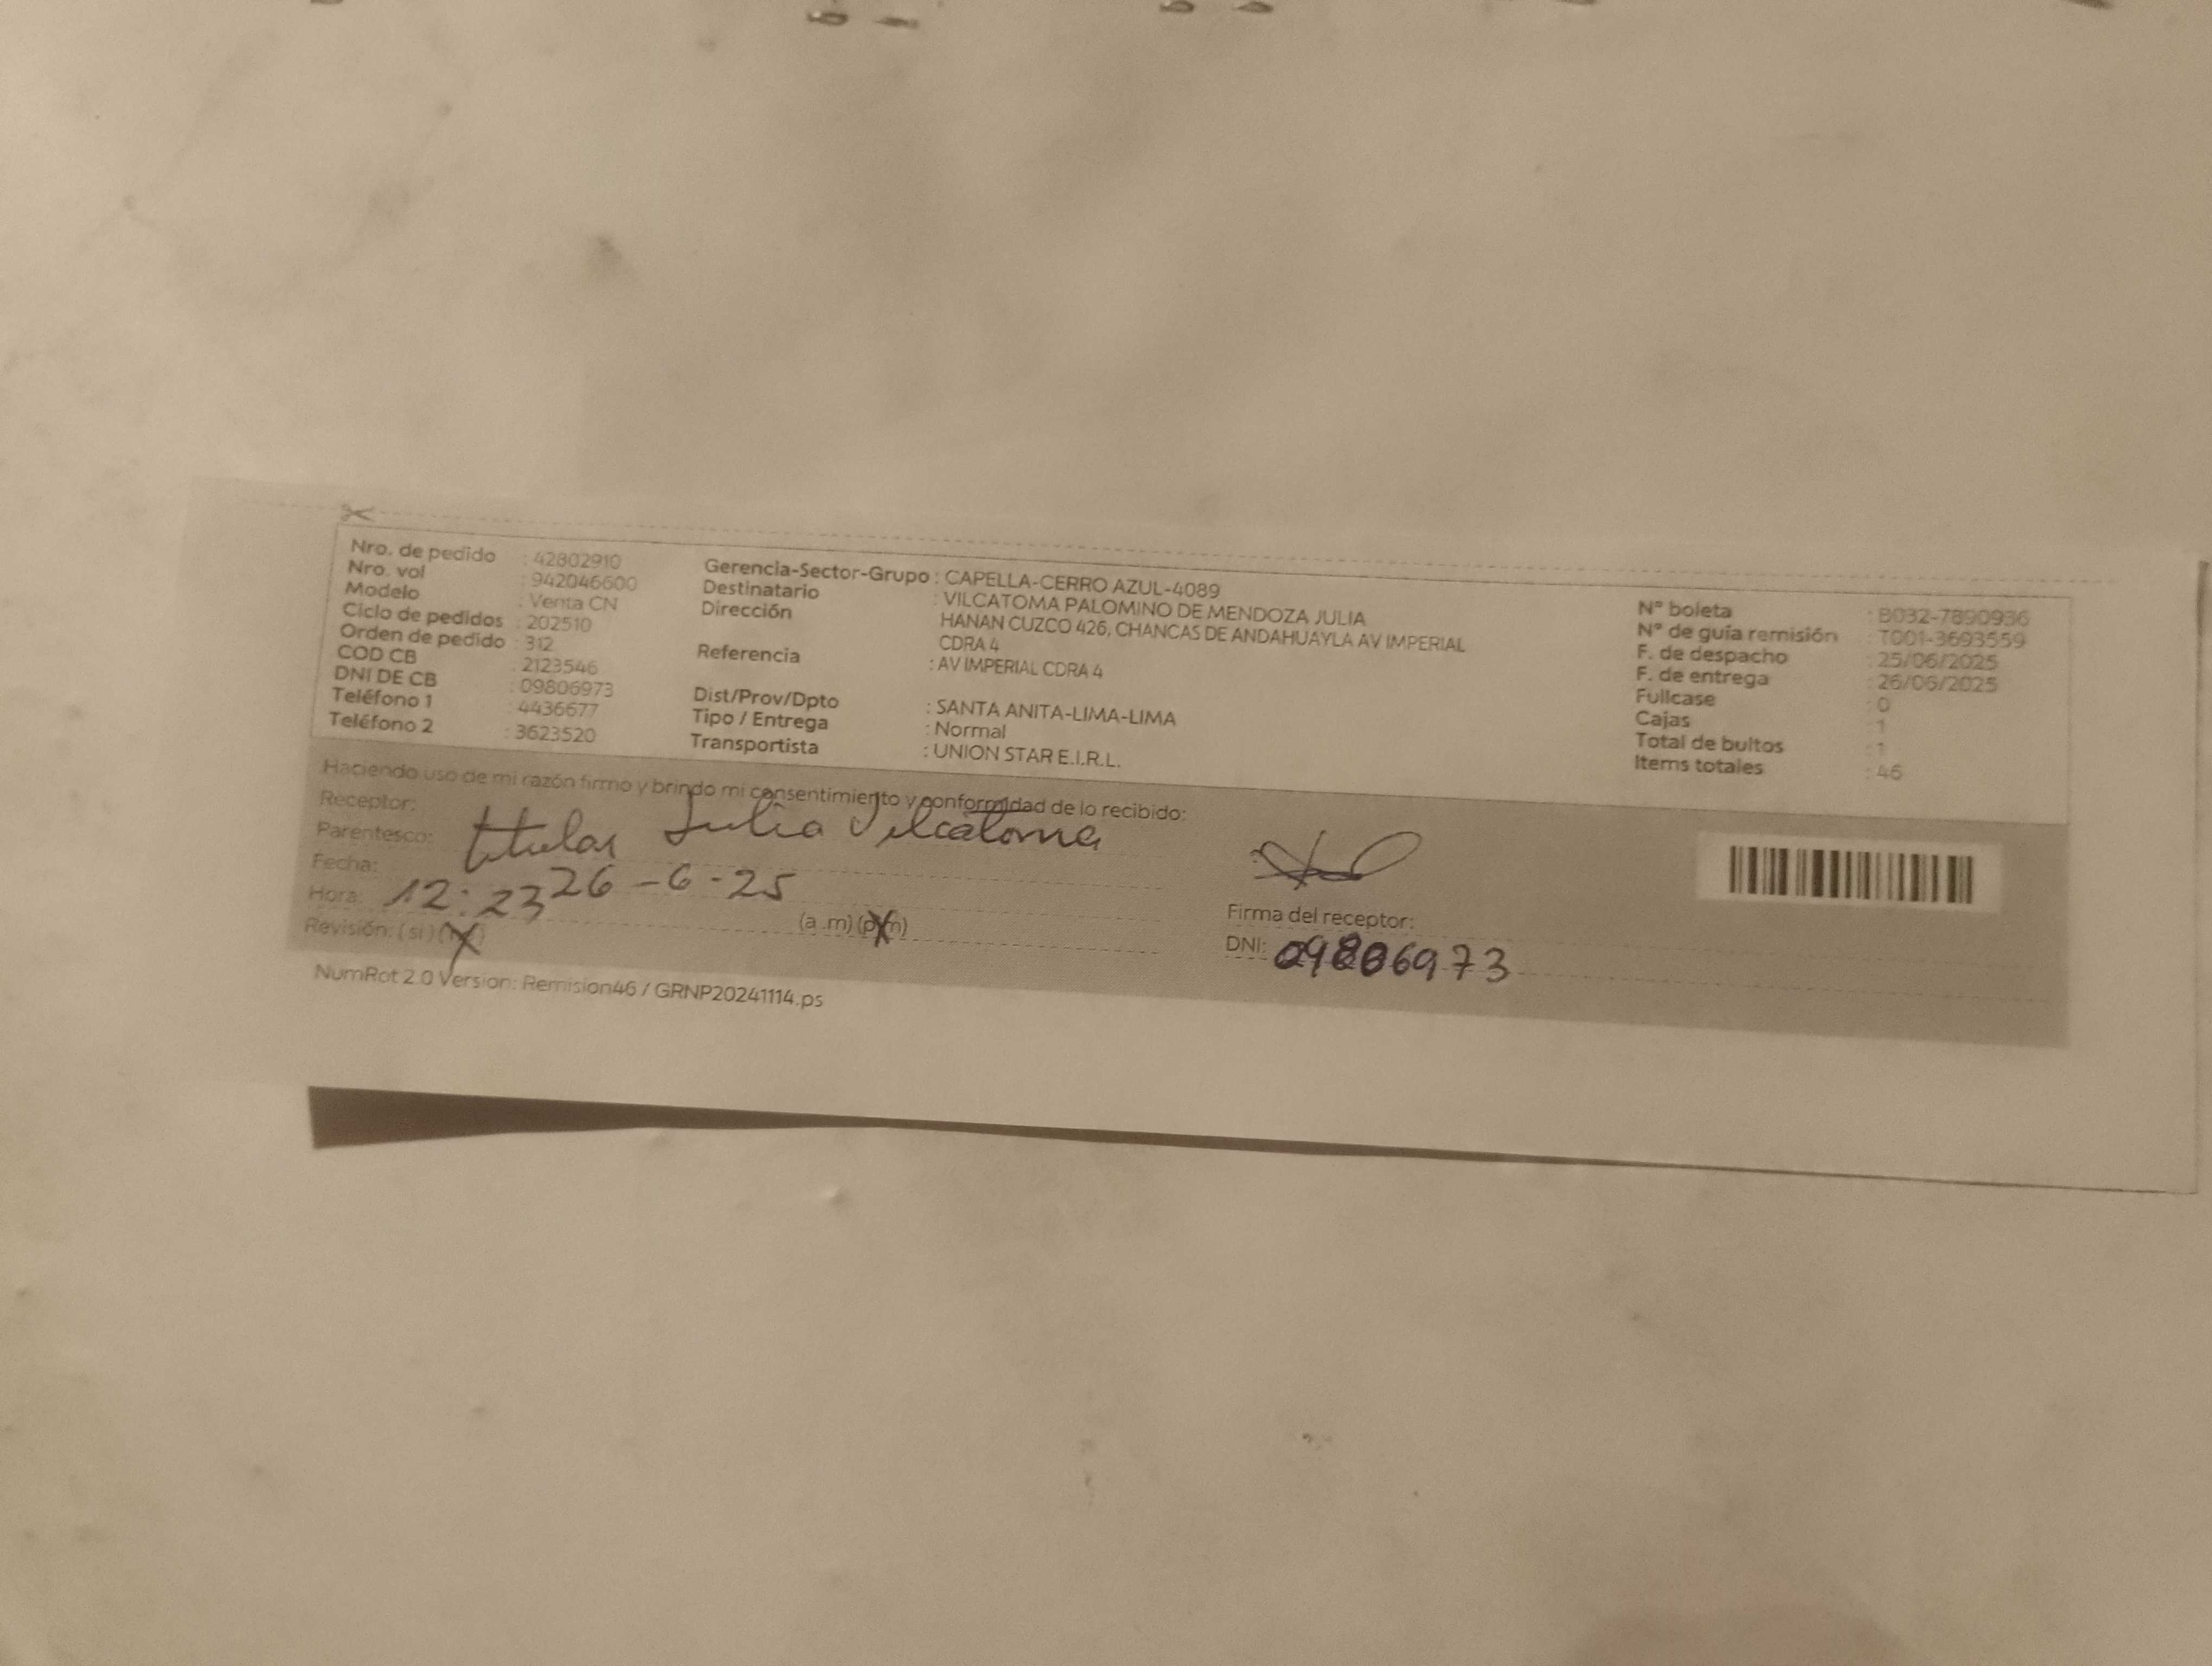 Nro. de pedido : 42802910
Nro. vol : 942046600
Modelo : Venta CN
Ciclo de pedidos : 202510
Orden de pedido : 312
COD CB : 2123546
DNI DE CB : 09806973
Teléfono 1 : 4436677
Teléfono 2 : 3623520
Gerencia-Sector-Grupo : CAPELLA-CERRO AZUL-4089
Destinatario : VILCATOMA PALOMINO DE MENDOZA JULIA
Dirección HANAN CUZCO 426, CHANCAS DE ANDAHUAYLA AV IMPERIAL
CDRA 4
Referencia : AV IMPERIAL CDRA 4
Dist/Prov/Dpto : SANTA ANITA-LIMA-LIMA
Tipo / Entrega : Normal
Transportista : UNION STAR E.I.R.L.
N° boleta : B032-7890936
N° de guía remisión : T001-3693559
F. de despacho : 25/06/2025
F. de entrega : 26/06/2025
Fullcase : 0
Cajas : 1
Total de bultos : 1
Items totales : 46
Haciendo uso de mi razón firmo y brindo mi consentimiento y conformidad de lo recibido:
Receptor: Julia Vilcatoma
Parentesco: titular
Fecha: 26-6-25
Hora: 12:23 (a.m) (p.m)
Revisión: (si) (no)
Firma del receptor:
DNI: 09806973
NumRot 2.0 Version: Remision46 / GRNP20241114.ps